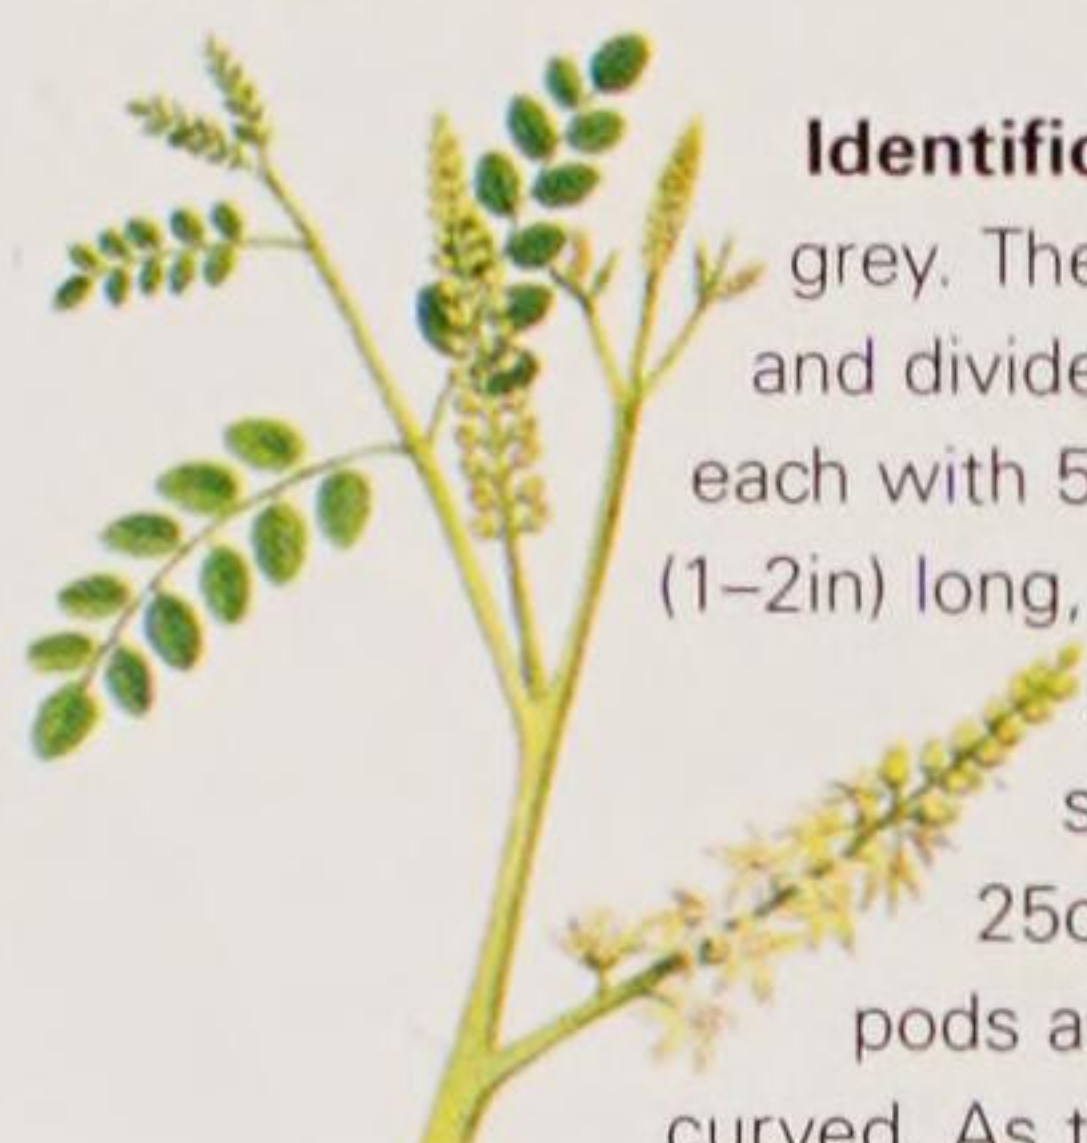 Identific
grey. The
and divide
each with 5
(1–2in) long,
s
25c
pods a
curved. As t